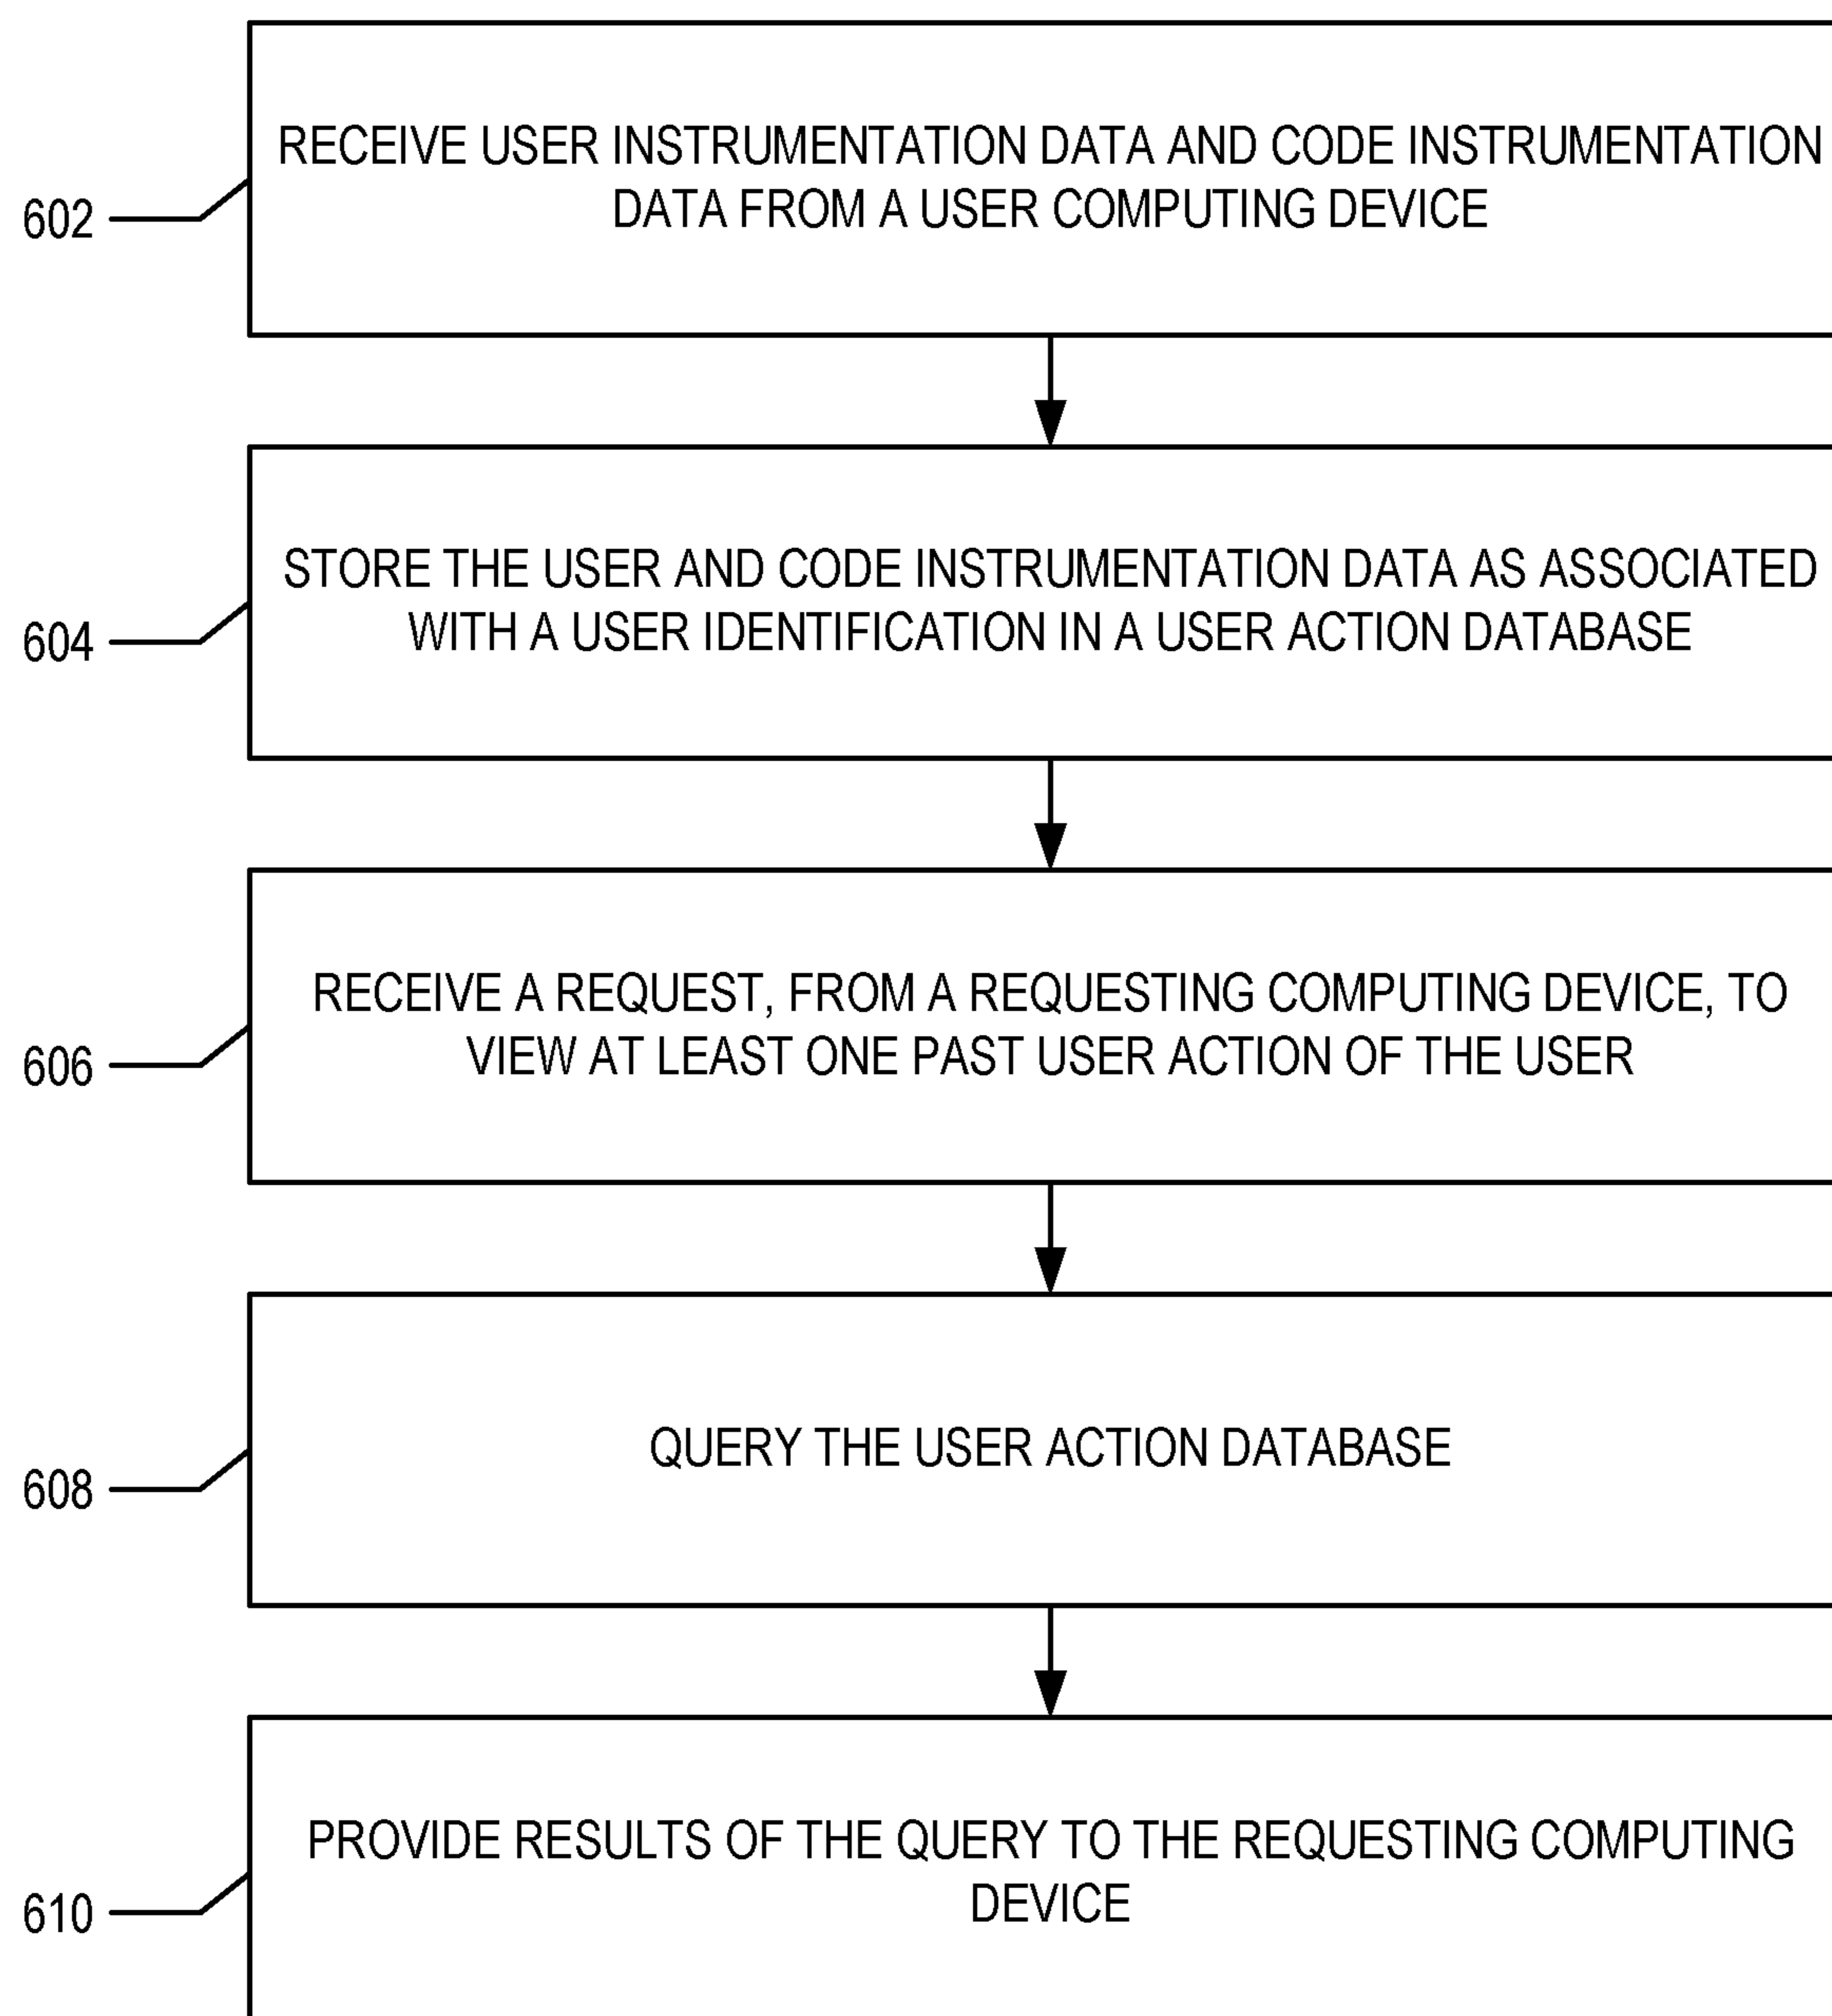 RECEIVE USER INSTRUMENTATION DATA AND CODE INSTRUMENTATION
DATA FROM A USER COMPUTING DEVICE
602
STORE THE USER AND CODE INSTRUMENTATION DATA AS ASSOCIATED
WITH A USER IDENTIFICATION IN A USER ACTION DATABASE
604
RECEIVE A REQUEST, FROM A REQUESTING COMPUTING DEVICE, TO
VIEW AT LEAST ONE PAST USER ACTION OF THE USER
606
QUERY THE USER ACTION DATABASE
608
PROVIDE RESULTS OF THE QUERY TO THE REQUESTING COMPUTING
DEVICE
610